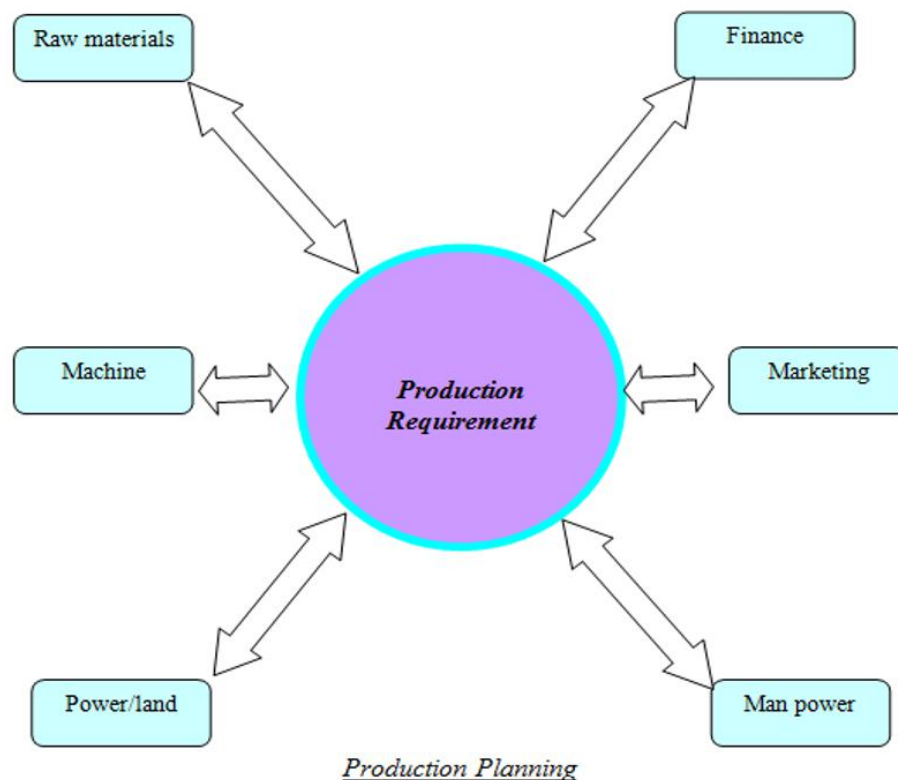 Raw materials
Finance
Machine
Production
Requirement
Marketing
Power/land
Man power
Production Planning